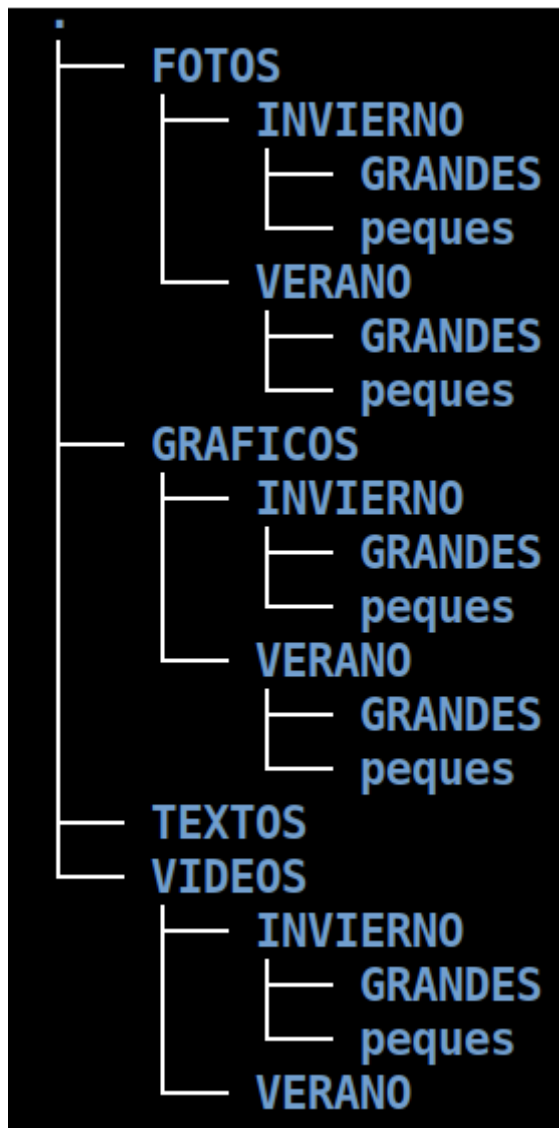 .
FOTOS
INVIERNO
GRANDES
peques
VERANO
GRANDES
peques
GRAFICOS
INVIERNO
GRANDES
peques
VERANO
GRANDES
peques
TEXTOS
VIDEOS
INVIERNO
GRANDES
peques
VERANO